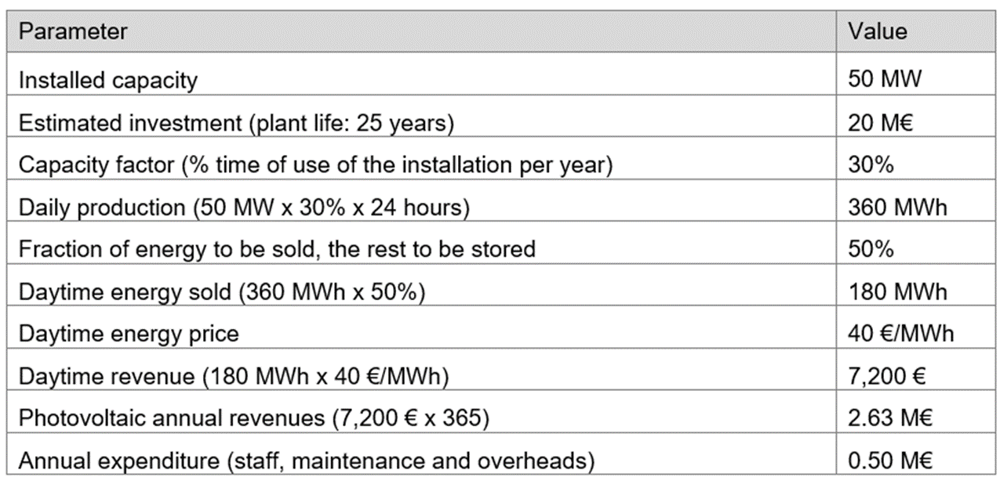 Parameter Value
Installed capacity 50 MW
Estimated investment (plant life: 25 years) 20 M€
Capacity factor (% time of use of the installation per year) 30%
Daily production (50 MW x 30% x 24 hours) 360 MWh
Fraction of energy to be sold, the rest to be stored 50%
Daytime energy sold (360 MWh x 50%) 180 MWh
Daytime energy price 40 €/MWh
Daytime revenue (180 MWh x 40 €/MWh) 7,200 €
Photovoltaic annual revenues (7,200 € x 365) 2.63 M€
Annual expenditure (staff, maintenance and overheads) 0.50 M€